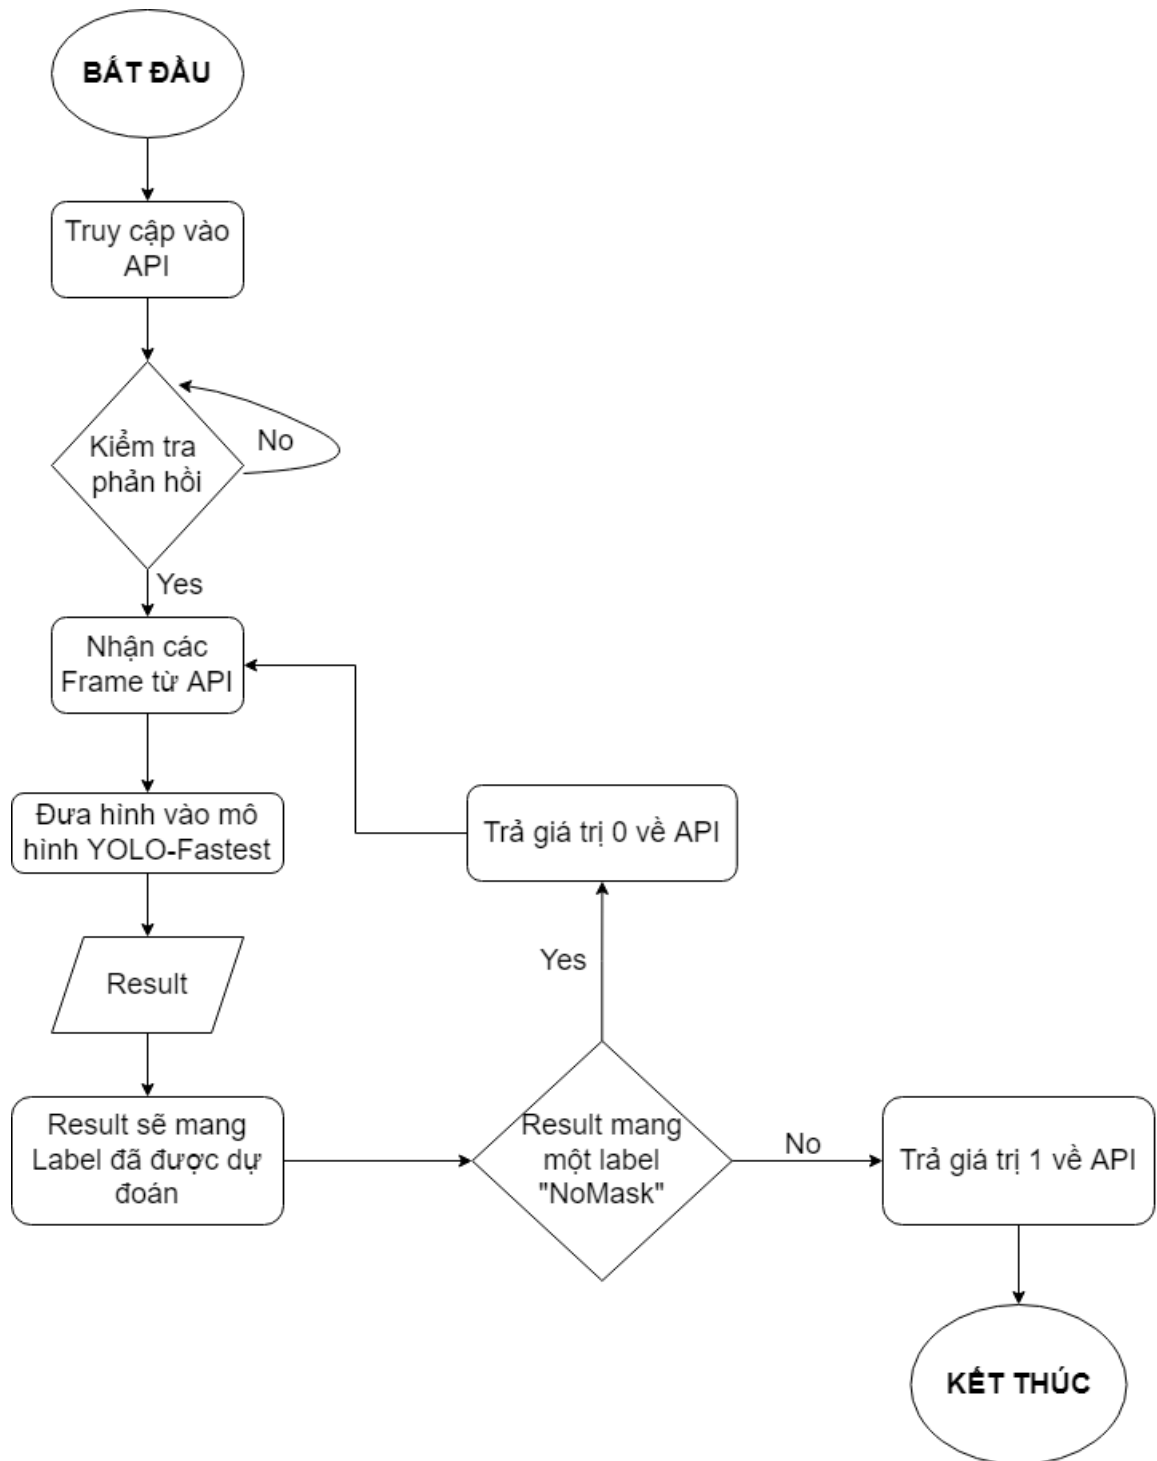 BẮT ĐẦU
Truy cập vào
API
Kiểm tra
phản hồi
No
Yes
Nhận các
Frame từ API
Đưa hình vào mô
hình YOLO-Fastest
Result
Result sẽ mang
Label đã được dự
đoán
Result mang
một label
"NoMask"
Yes
Trả giá trị 0 về API
No
Trả giá trị 1 về API
KẾT THÚC